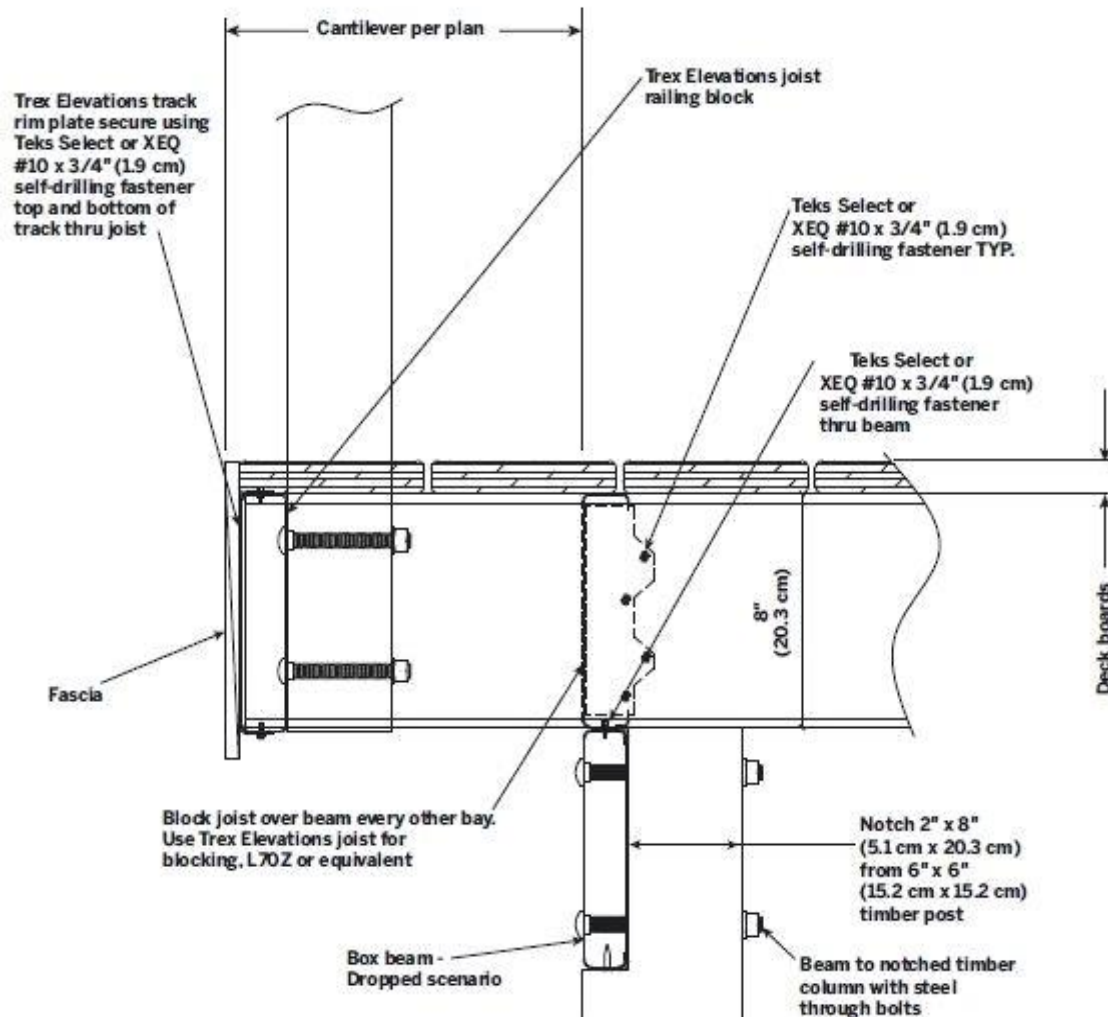 Cantilever per plan
Trex Elevations joist
railing block
Trex Elevations track
rim plate secure using
Teks Select or XEQ
#10 x 3/4" (1.9 cm)
self-drilling fastener
top and bottom of
track thru joist
Teks Select or
XEQ #10 x 3/4" (1.9 cm)
self-drilling fastener TYP.
Teks Select or
XEQ #10 x 3/4" (1.9 cm)
self-drilling fastener
thru beam
8"
(20.3 cm)
Deck boards
Fascia
Block joist over beam every other bay.
Use Trex Elevations joist for
blocking, L70Z or equivalent
Notch 2" x 8"
(5.1 cm x 20.3 cm)
from 6" x 6"
(15.2 cm x 15.2 cm)
timber post
Box beam -
Dropped scenario
Beam to notched timber
column with steel
through bolts